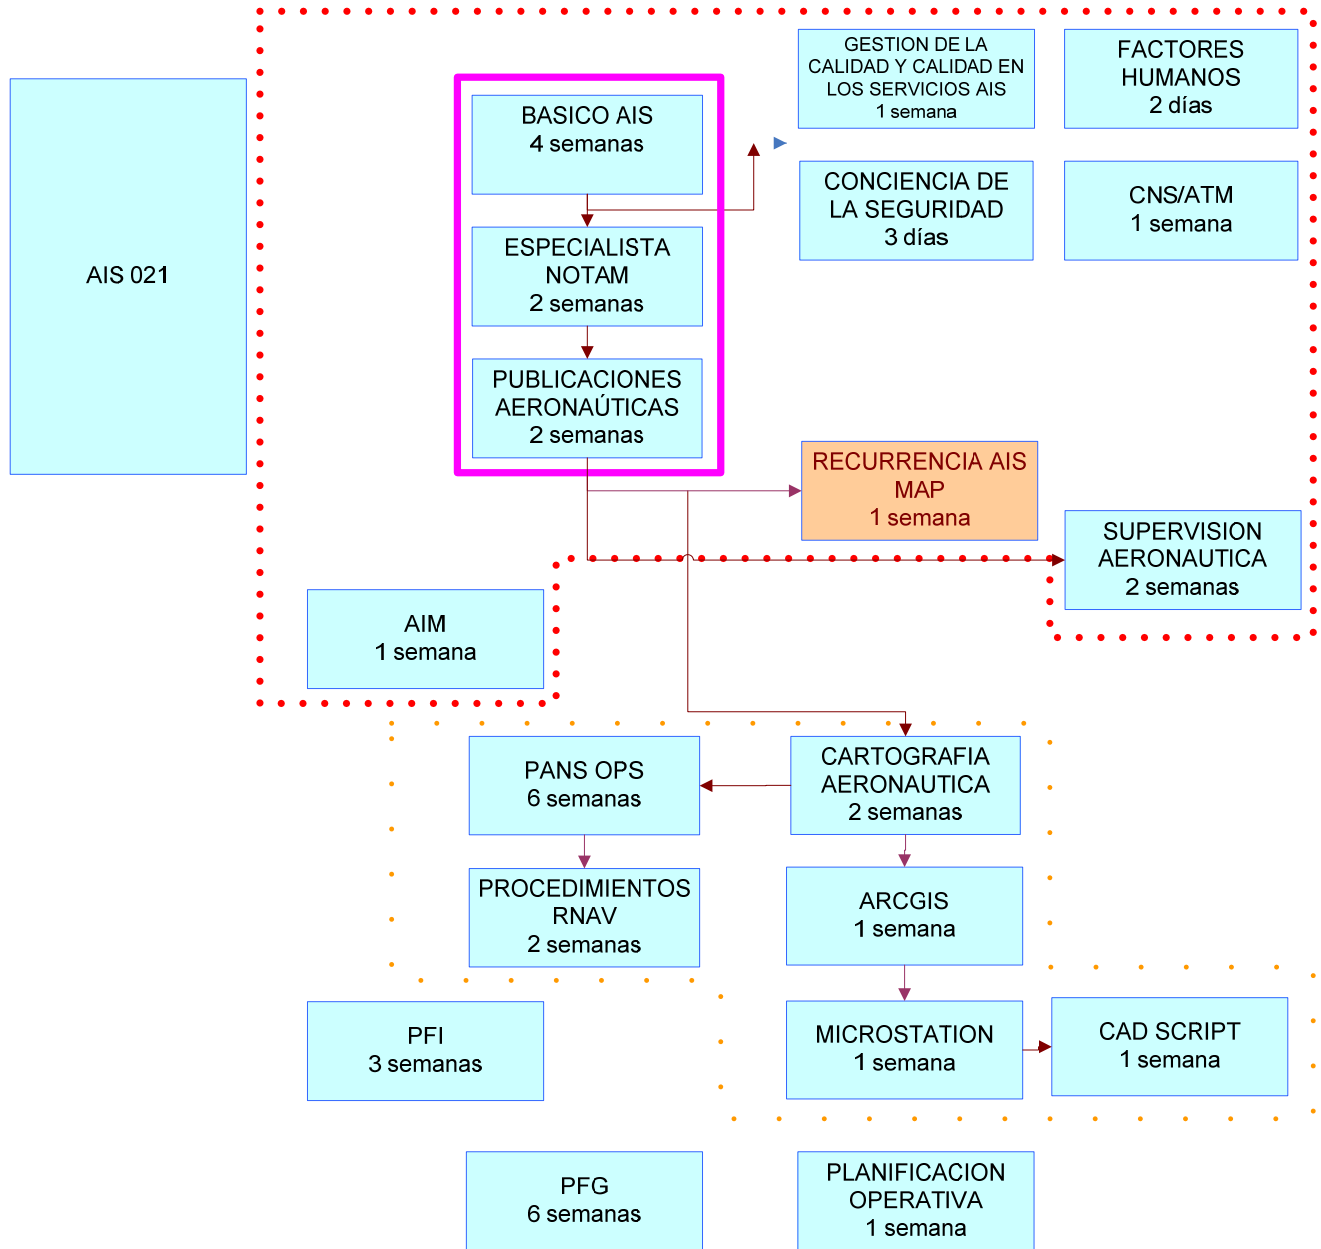 GESTION DE LA
CALIDAD Y CALIDAD EN
LOS SERVICIOS AIS
1 semana
FACTORES
HUMANOS
2 días
BASICO AIS
4 semanas
CONCIENCIA DE
LA SEGURIDAD
3 días
CNS/ATM
1 semana
AIS 021
ESPECIALISTA
NOTAM
2 semanas
PUBLICACIONES
AERONAÚTICAS
2 semanas
RECURRENCIA AIS
MAP
1 semana
SUPERVISION
AERONAUTICA
2 semanas
AIM
1 semana
PANS OPS
6 semanas
CARTOGRAFIA
AERONAUTICA
2 semanas
PROCEDIMIENTOS
RNAV
2 semanas
ARCGIS
1 semana
PFI
3 semanas
MICROSTATION
1 semana
CAD SCRIPT
1 semana
PFG
6 semanas
PLANIFICACION
OPERATIVA
1 semana